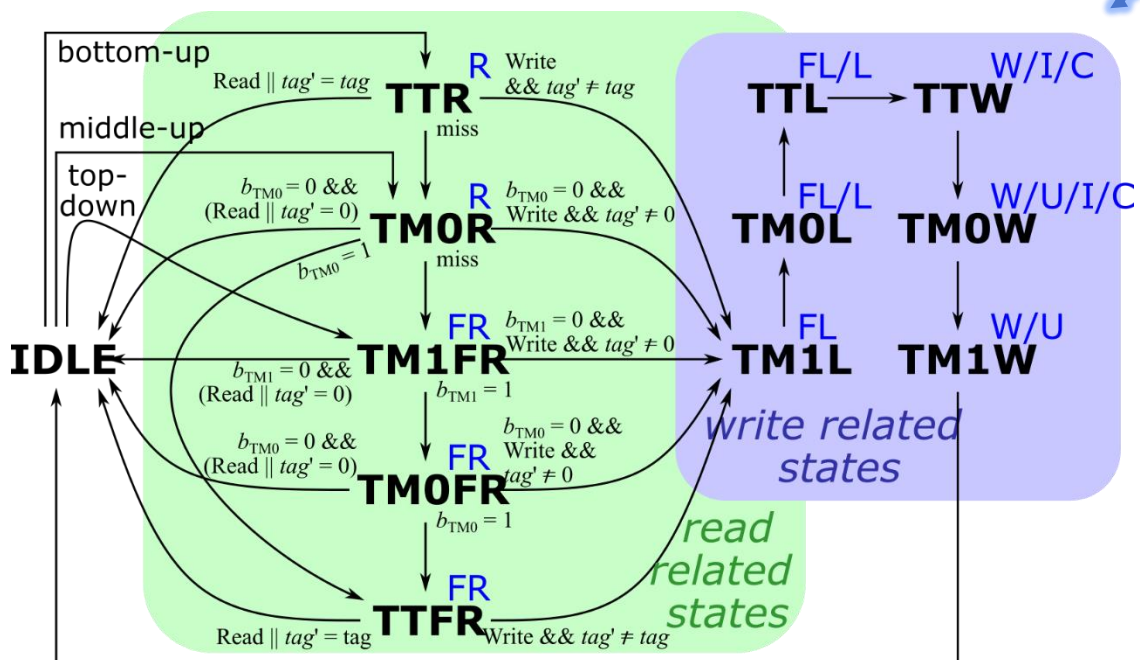 bottom-up
Read || tag' = tag
R
TTR
miss
Write
&& tag' ≠ tag
FL/L
TTL
W/I/C
TTW
middle-up
top-
down
b_TM0 = 0 &&
(Read || tag' = 0)
R
TM0R
miss
b_TM0 = 0 &&
Write && tag' ≠ 0
b_TM0 = 1
FL/L
TM0L
W/U/I/C
TM0W
IDLE
b_TM1 = 0 &&
(Read || tag' = 0)
FR
TM1FR
b_TM1 = 1
b_TM1 = 0 &&
Write && tag' ≠ 0
FL
TM1L
W/U
TM1W
b_TM0 = 0 &&
(Read || tag' = 0)
FR
TM0FR
b_TM0 = 1
b_TM0 = 0 &&
Write &&
tag' ≠ 0
write related
states
FR
TTFR
Read || tag' = tag
Write && tag' ≠ tag
read
related
states